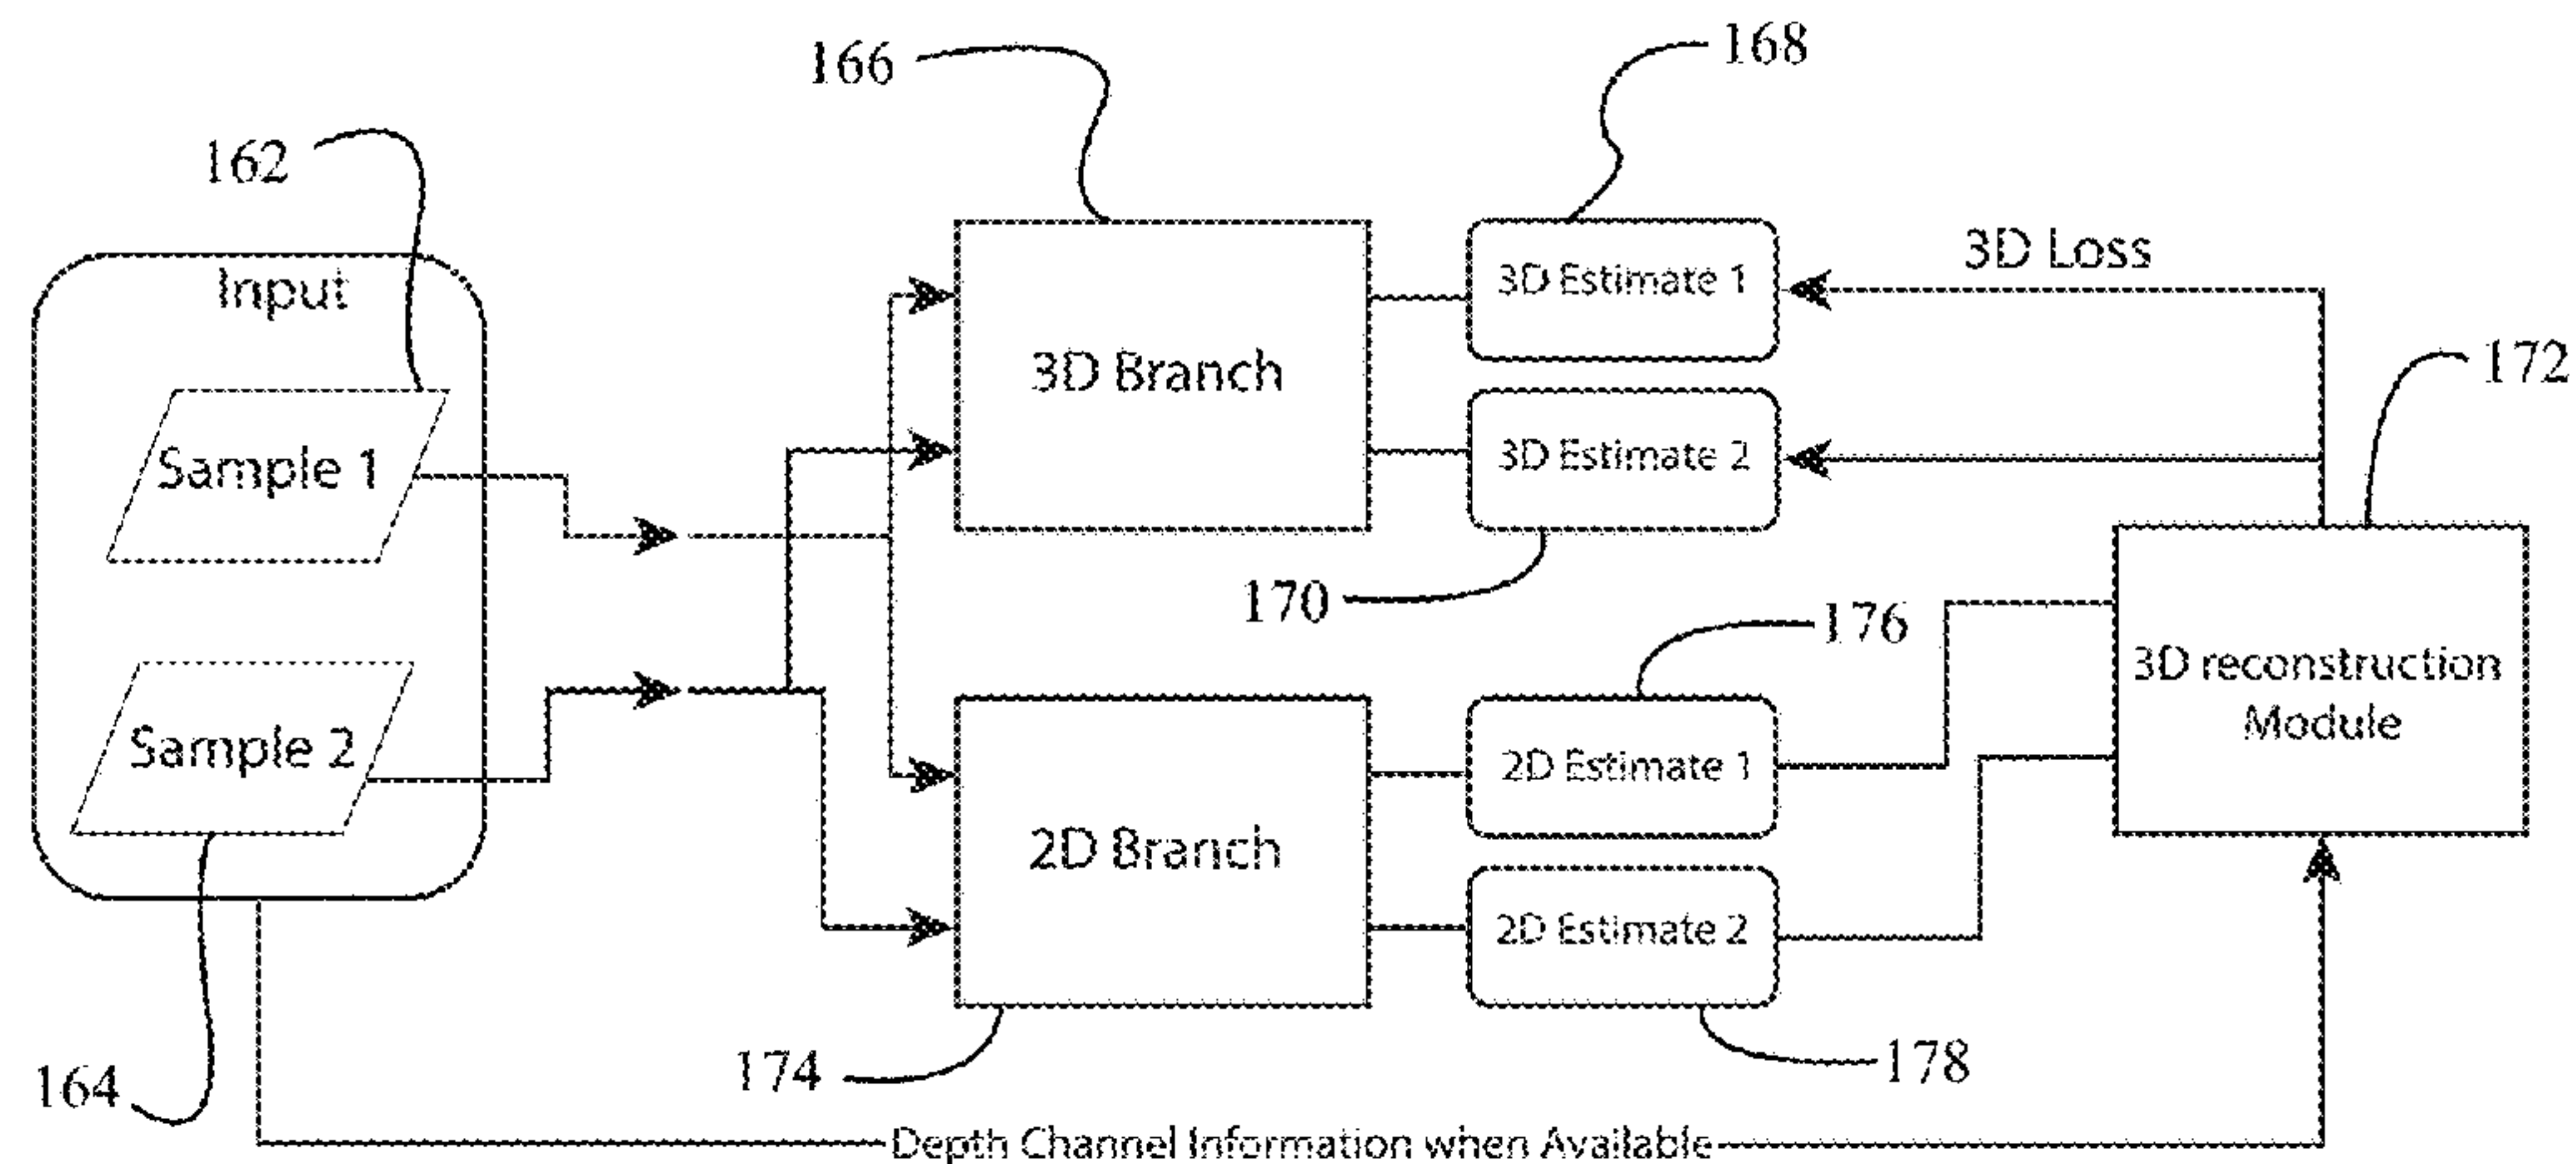 166
168
162
Input
3D Estimate 1
3D Loss
3D Branch
172
Sample 1
3D Estimate 2
170
176
3D reconstruction
Module
Sample 2
2D Estimate 1
2D Branch
2D Estimate 2
164
174
178
Depth Channel Information when Available